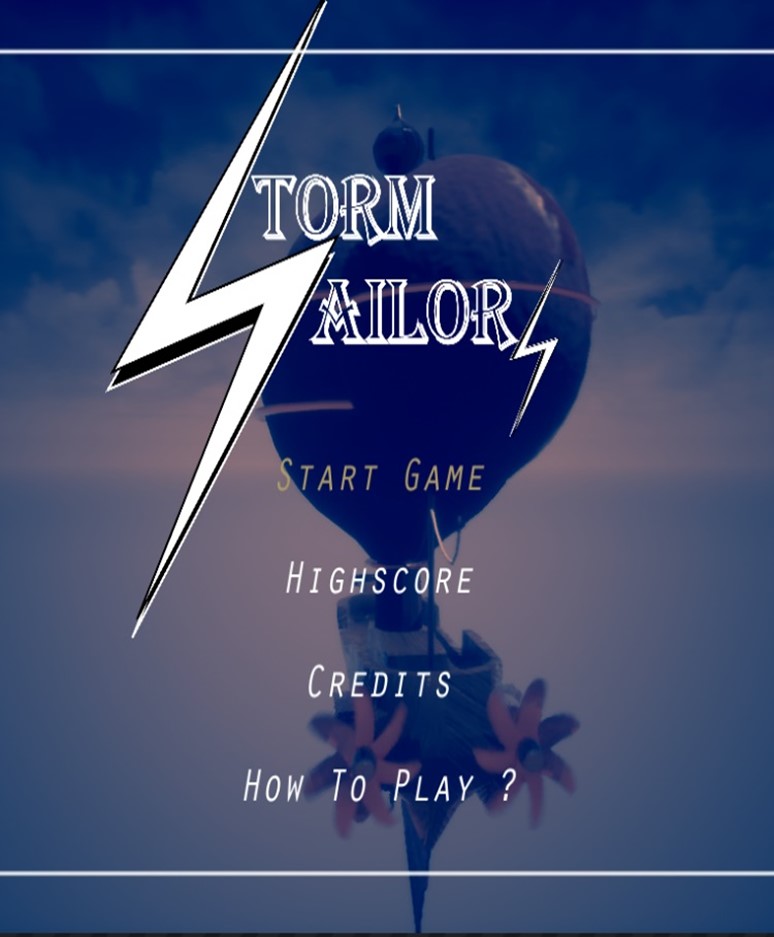 STORM
SAILORS
START GAME
HIGHSCORE
CREDITS
HOW TO PLAY ?